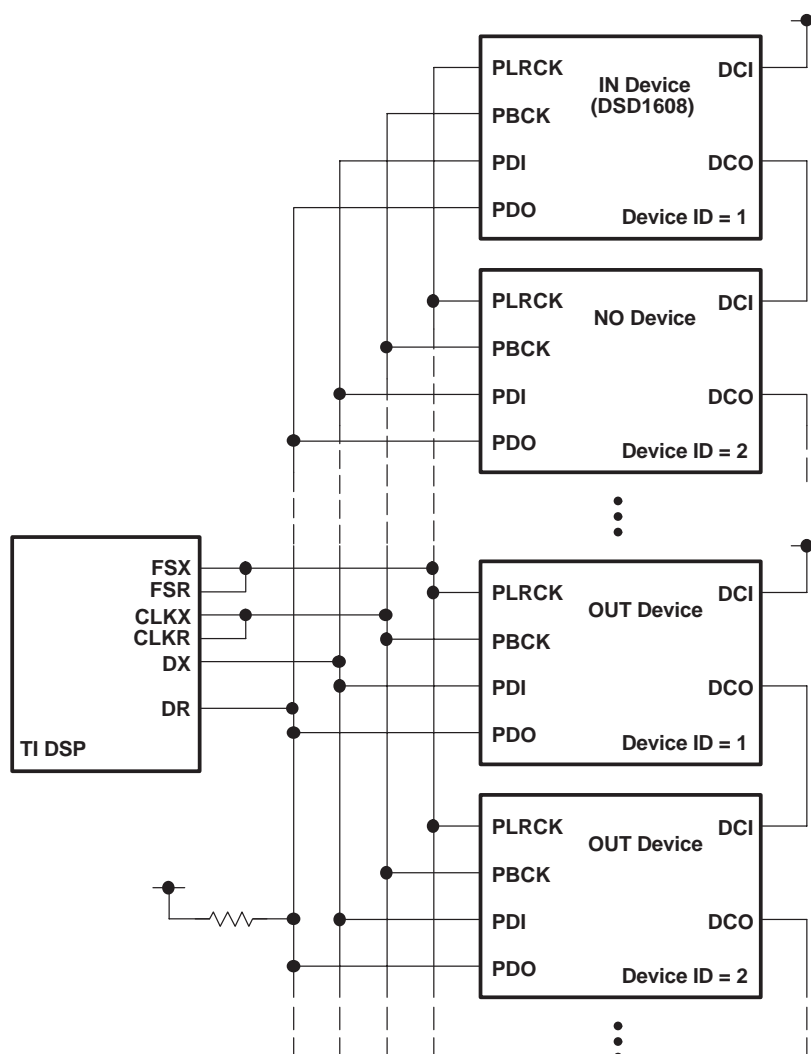 PLRCK
IN Device
(DSD1608)
DCI
PBCK
PDI
DCO
PDO
Device ID = 1
PLRCK
NO Device
DCI
PBCK
PDI
DCO
PDO
Device ID = 2
FSX
FSR
CLKX
CLKR
DX
DR
TI DSP
PLRCK
OUT Device
DCI
PBCK
PDI
DCO
PDO
Device ID = 1
PLRCK
OUT Device
DCI
PBCK
PDI
DCO
PDO
Device ID = 2